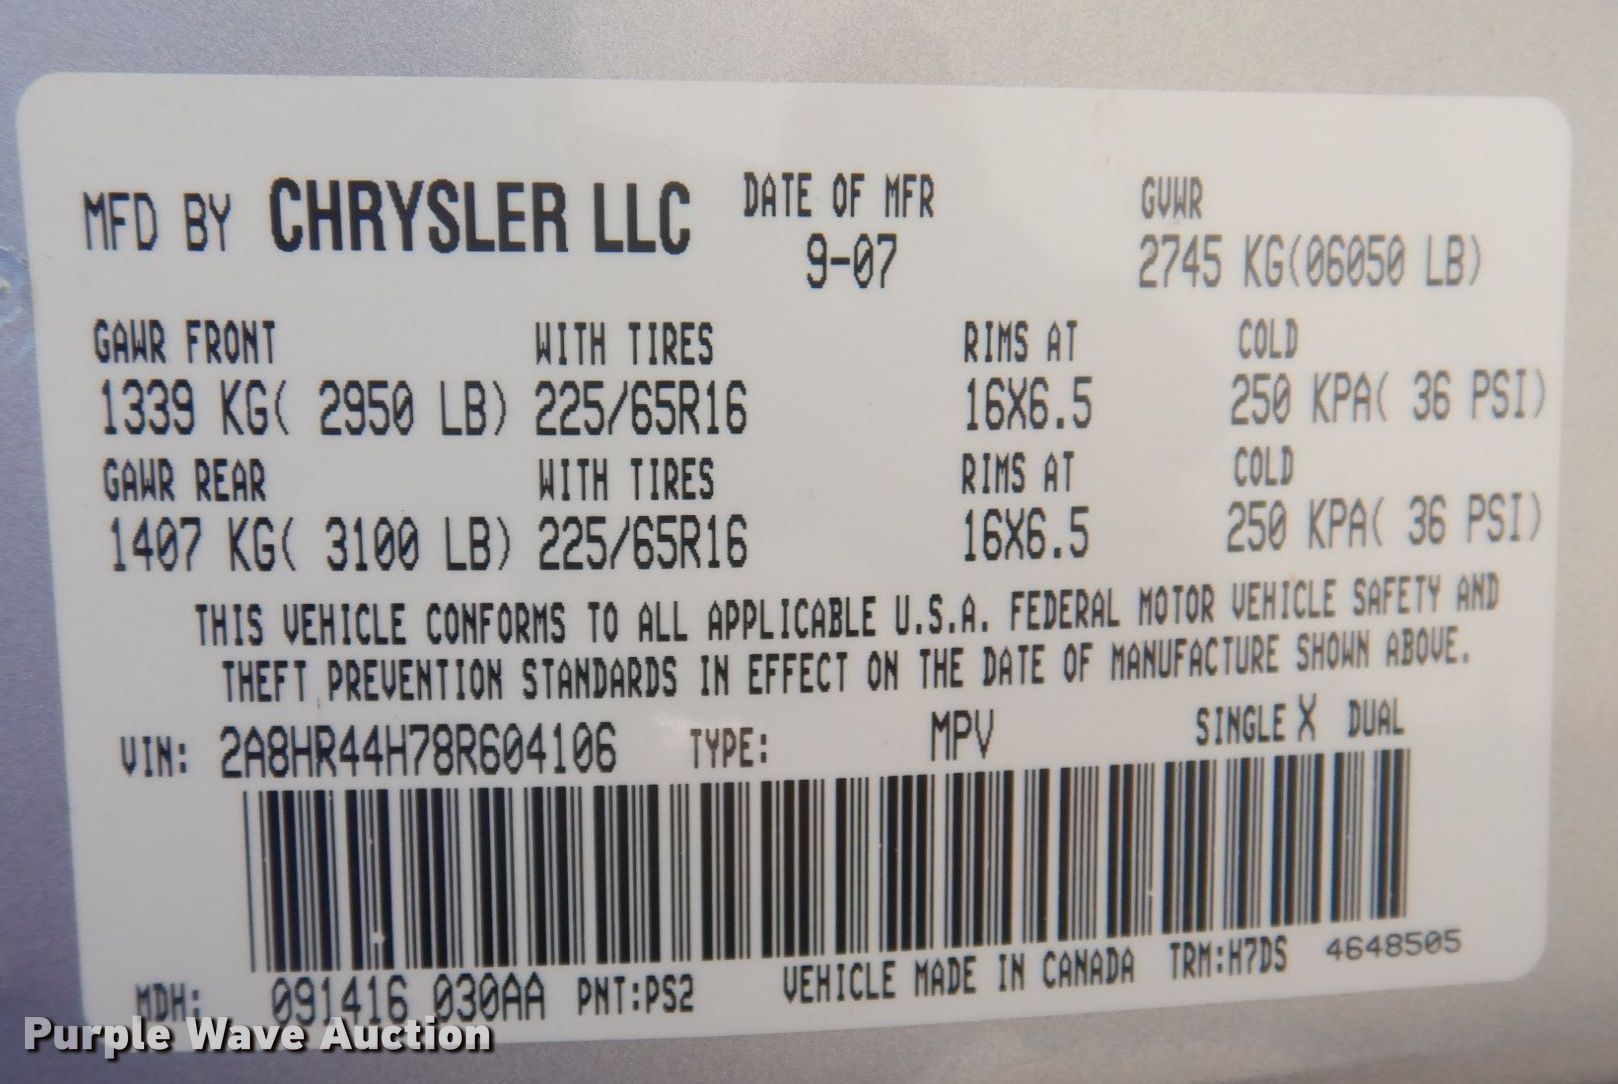 MFD BY CHRYSLER LLC DATE OF MFR GVWR
9-07 2745 KG(06050 LB)
GAWR FRONT WITH TIRES RIMS AT COLD
1339 KG( 2950 LB) 225/65R16 16X6.5 250 KPA( 36 PSI)
GAWR REAR WITH TIRES RIMS AT COLD
1407 KG( 3100 LB) 225/65R16 16X6.5 250 KPA( 36 PSI)
THIS VEHICLE CONFORMS TO ALL APPLICABLE U.S.A. FEDERAL MOTOR VEHICLE SAFETY AND
THEFT PREVENTION STANDARDS IN EFFECT ON THE DATE OF MANUFACTURE SHOWN ABOVE.
VIN: 2A8HR44H78R604106 TYPE: MPV SINGLE X DUAL
MDH: 091416 030AA PNT:PS2 VEHICLE MADE IN CANADA TRM:H7DS 4648505
Purple Wave Auction